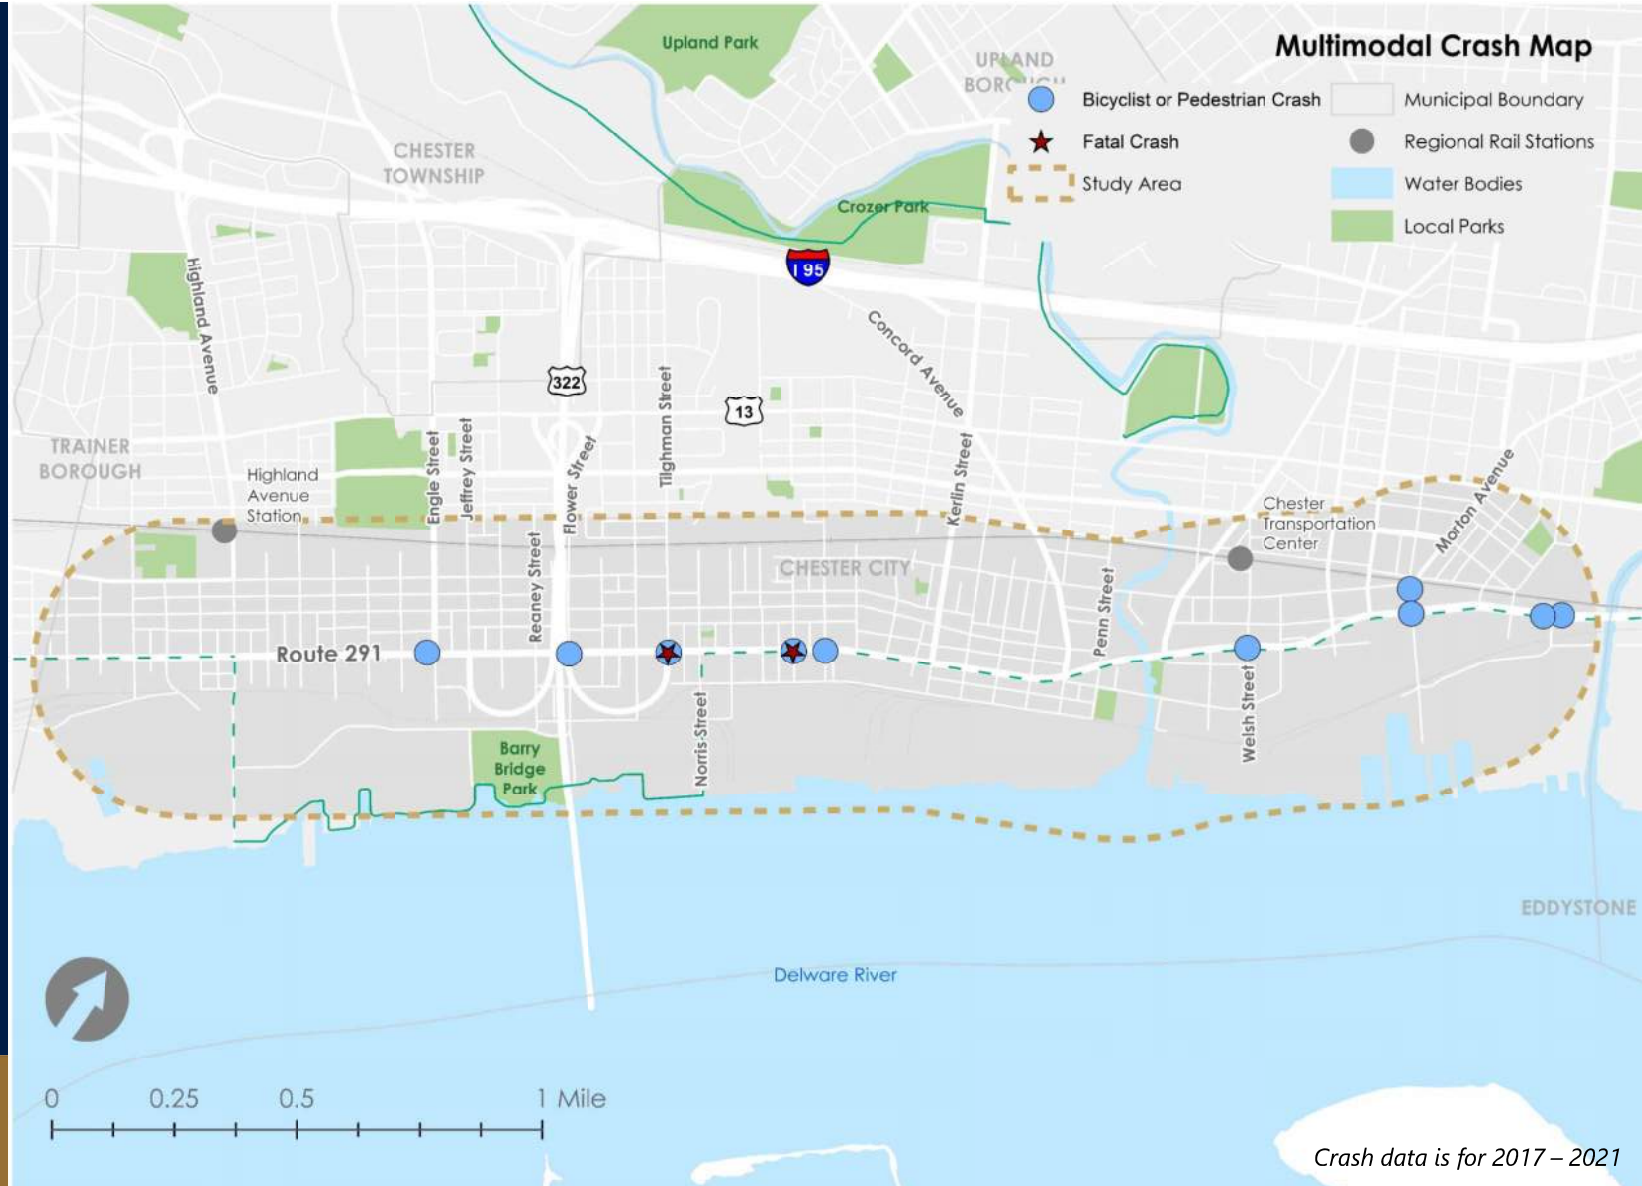 Multimodal Crash Map
Bicyclist or Pedestrian Crash
Fatal Crash
Study Area
Municipal Boundary
Regional Rail Stations
Water Bodies
Local Parks
Upland Park
UPLAND
BOROUGH
CHESTER
TOWNSHIP
Crozer Park
I 95
Highland Avenue
Concord Avenue
322
13
TRAINER
BOROUGH
Highland
Avenue
Station
Engle Street
Jeffrey Street
Flower Street
Tilghman Street
Kerlin Street
Chester
Transportation
Center
Morton Avenue
Reaney Street
CHESTER CITY
Penn Street
Route 291
Norris Street
Welsh Street
Barry
Bridge
Park
EDDYSTONE
Delware River
0 0.25 0.5 1 Mile
Crash data is for 2017 – 2021